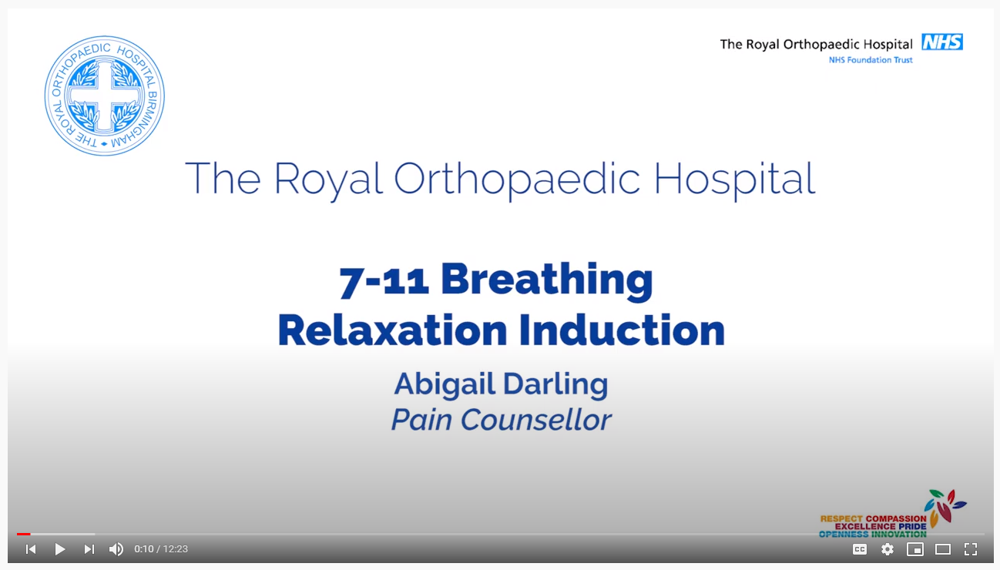 THE ROYAL ORTHOPAEDIC HOSPITAL BIRMINGHAM
The Royal Orthopaedic Hospital NHS
NHS Foundation Trust
The Royal Orthopaedic Hospital
7-11 Breathing
Relaxation Induction
Abigail Darling
Pain Counsellor
RESPECT COMPASSION
EXCELLENCE PRIDE
OPENNESS INNOVATION
0:10 / 12:23
CC